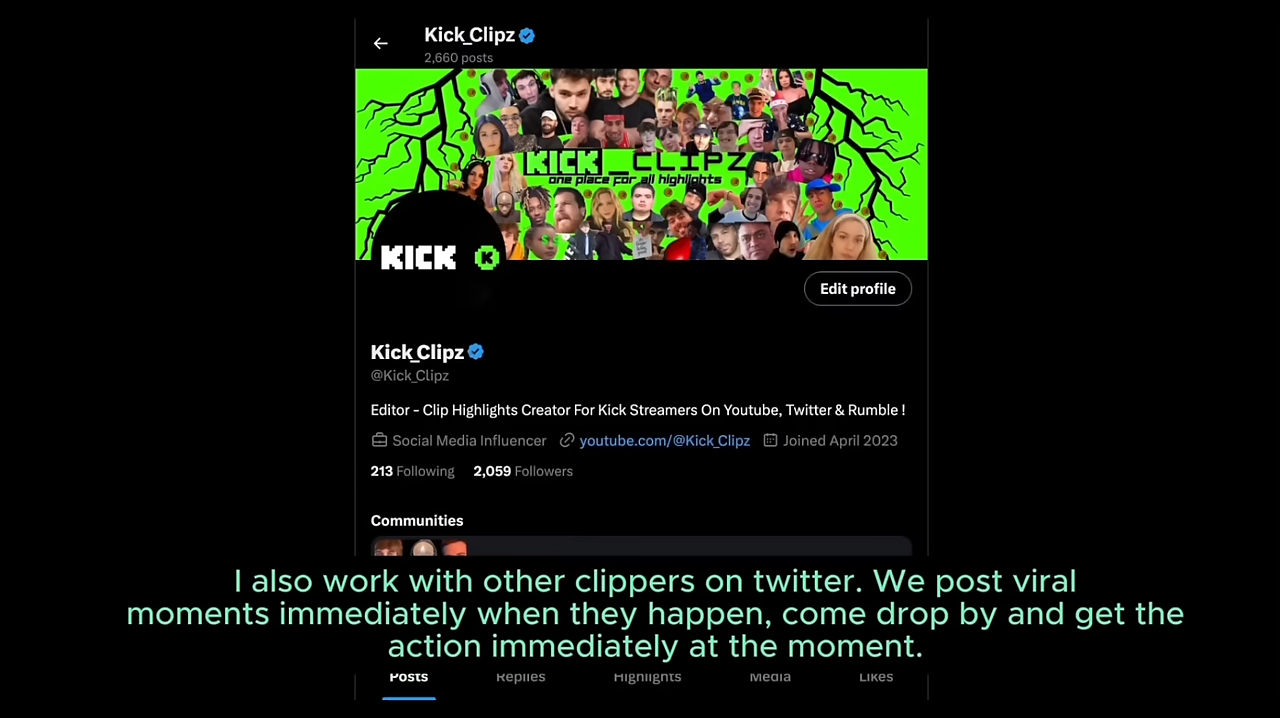 Kick_Clipz
2,660 posts
KICK_CLIPZ
one place for all highlights
KICK K
Edit profile
Kick_Clipz
@Kick_Clipz
Editor - Clip Highlights Creator For Kick Streamers On Youtube, Twitter & Rumble !
Social Media Influencer youtube.com/@Kick_Clipz Joined April 2023
213 Following 2,059 Followers
Communities
I also work with other clippers on twitter. We post viral
moments immediately when they happen, come drop by and get the
action immediately at the moment.
Posts Replies Highlights Media Likes